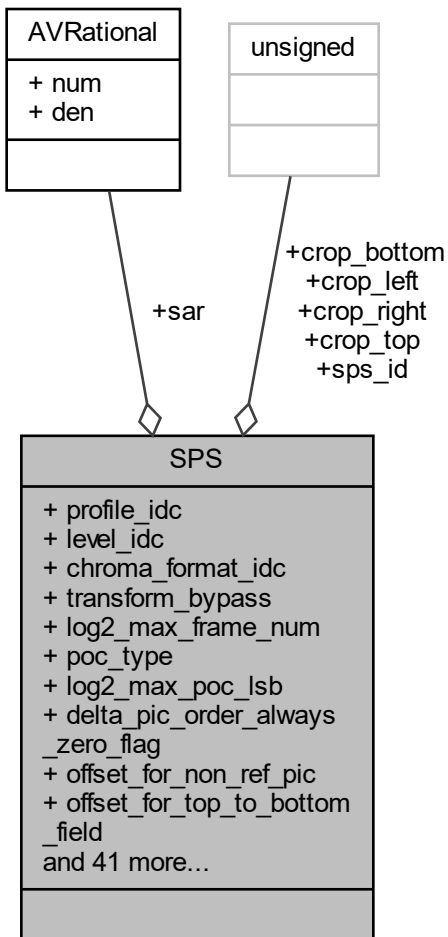 AVRational
+ num
+ den
unsigned
+sar
+crop_bottom
+crop_left
+crop_right
+crop_top
+sps_id
SPS
+ profile_idc
+ level_idc
+ chroma_format_idc
+ transform_bypass
+ log2_max_frame_num
+ poc_type
+ log2_max_poc_lsb
+ delta_pic_order_always
_zero_flag
+ offset_for_non_ref_pic
+ offset_for_top_to_bottom
_field
and 41 more...